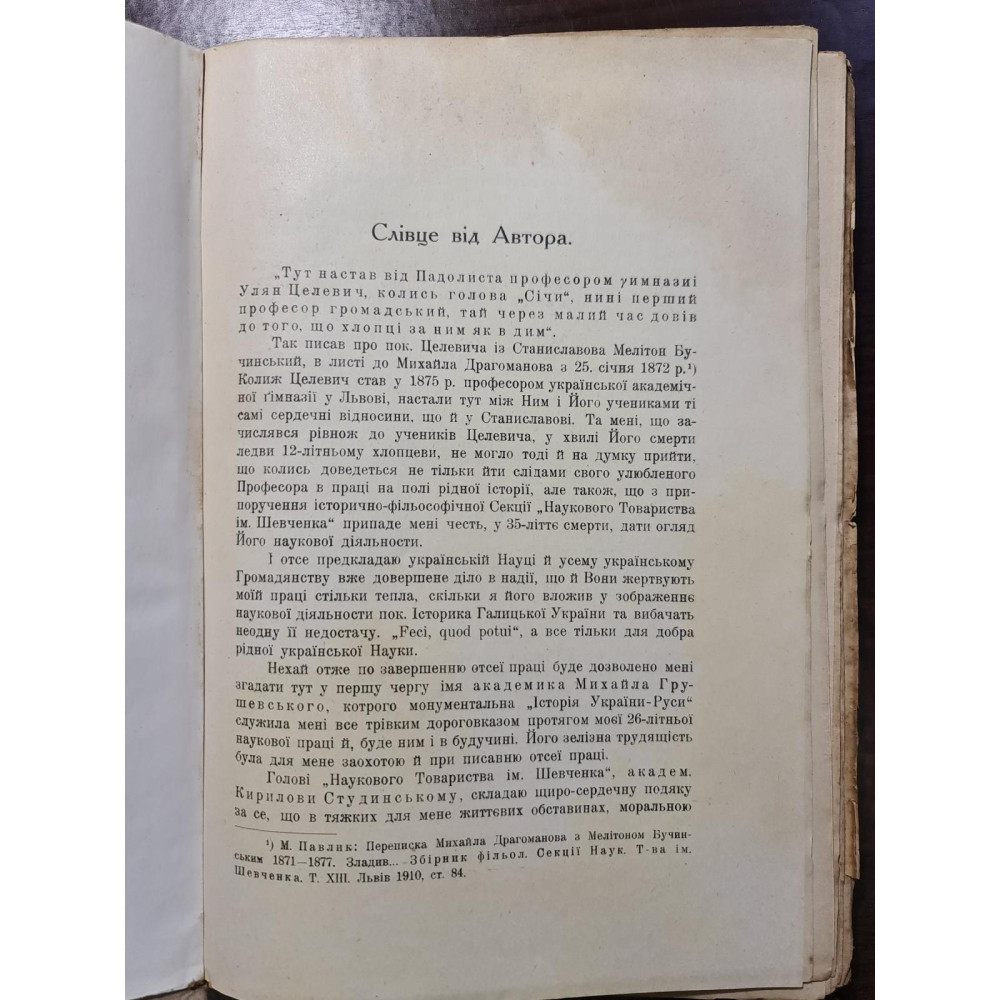 Слівце від Автора.
„Тут настав від Падолиста професором ґимназиї
Улян Целевич, колись голова „Січи“, нині перший
професор громадський, тай через малий час довів
до того, що хлопці за ним як в дим“.
Так писав про пок. Целевича із Станиславова Мелітон Бу-
чинський, в листі до Михайла Драгоманова з 25. січня 1872 р.¹)
Колиж Целевич став у 1875 р. професором української академіч-
ної ґімназії у Львові, настали тут між Ним і Його учениками ті
самі сердечні відносини, що й у Станиславові. Та мені, що за-
числявся рівнож до учеників Целевича, у хвилі Його смерти
ледви 12-літньому хлопцеви, не могло тоді й на думку прийти,
що колись доведеться не тільки йти слідами свого улюбленого
Професора в праці на полі рідної історії, але також, що з при-
поручення історично-фільософічної Секції „Наукового Товариства
ім. Шевченка“ припаде мені честь, у 35-ліття смерти, дати огляд
Його наукової діяльности.
І отсе предкладаю українській Науці й усему українському
Громадянству вже довершене діло в надії, що й Вони жертвують
моїй праці стільки тепла, скільки я його вложив у зображеннє
наукової діяльности пок. Історика Галицької України та вибачать
неодну її недостачу. „Feci, quod potui“, а все тільки для добра
рідної української Науки.
Нехай отже по завершенню отсеї праці буде дозволено мені
згадати тут у першу чергу імя академика Михайла Гру-
шевського, котрого монументальна „Історія України-Руси“
служила мені все трівким дороговказом протягом моєї 26-літньої
наукової праці й, буде ним і в будучині. Його зелізна трудящість
була для мене заохотою й при писанню отсеї праці.
Голові „Наукового Товариства ім. Шевченка“, академ.
Кирилови Студинському, складаю щиро-сердечну подяку
за се, що в тяжких для мене життєвих обставинах, моральною
¹) М. Павлик: Переписка Михайла Драгоманова з Мелітоном Бучин-
ським 1871—1877. Зладив... Збірник фільол. Секції Наук. Т-ва ім.
Шевченка. Т. XIII. Львів 1910, ст. 84.